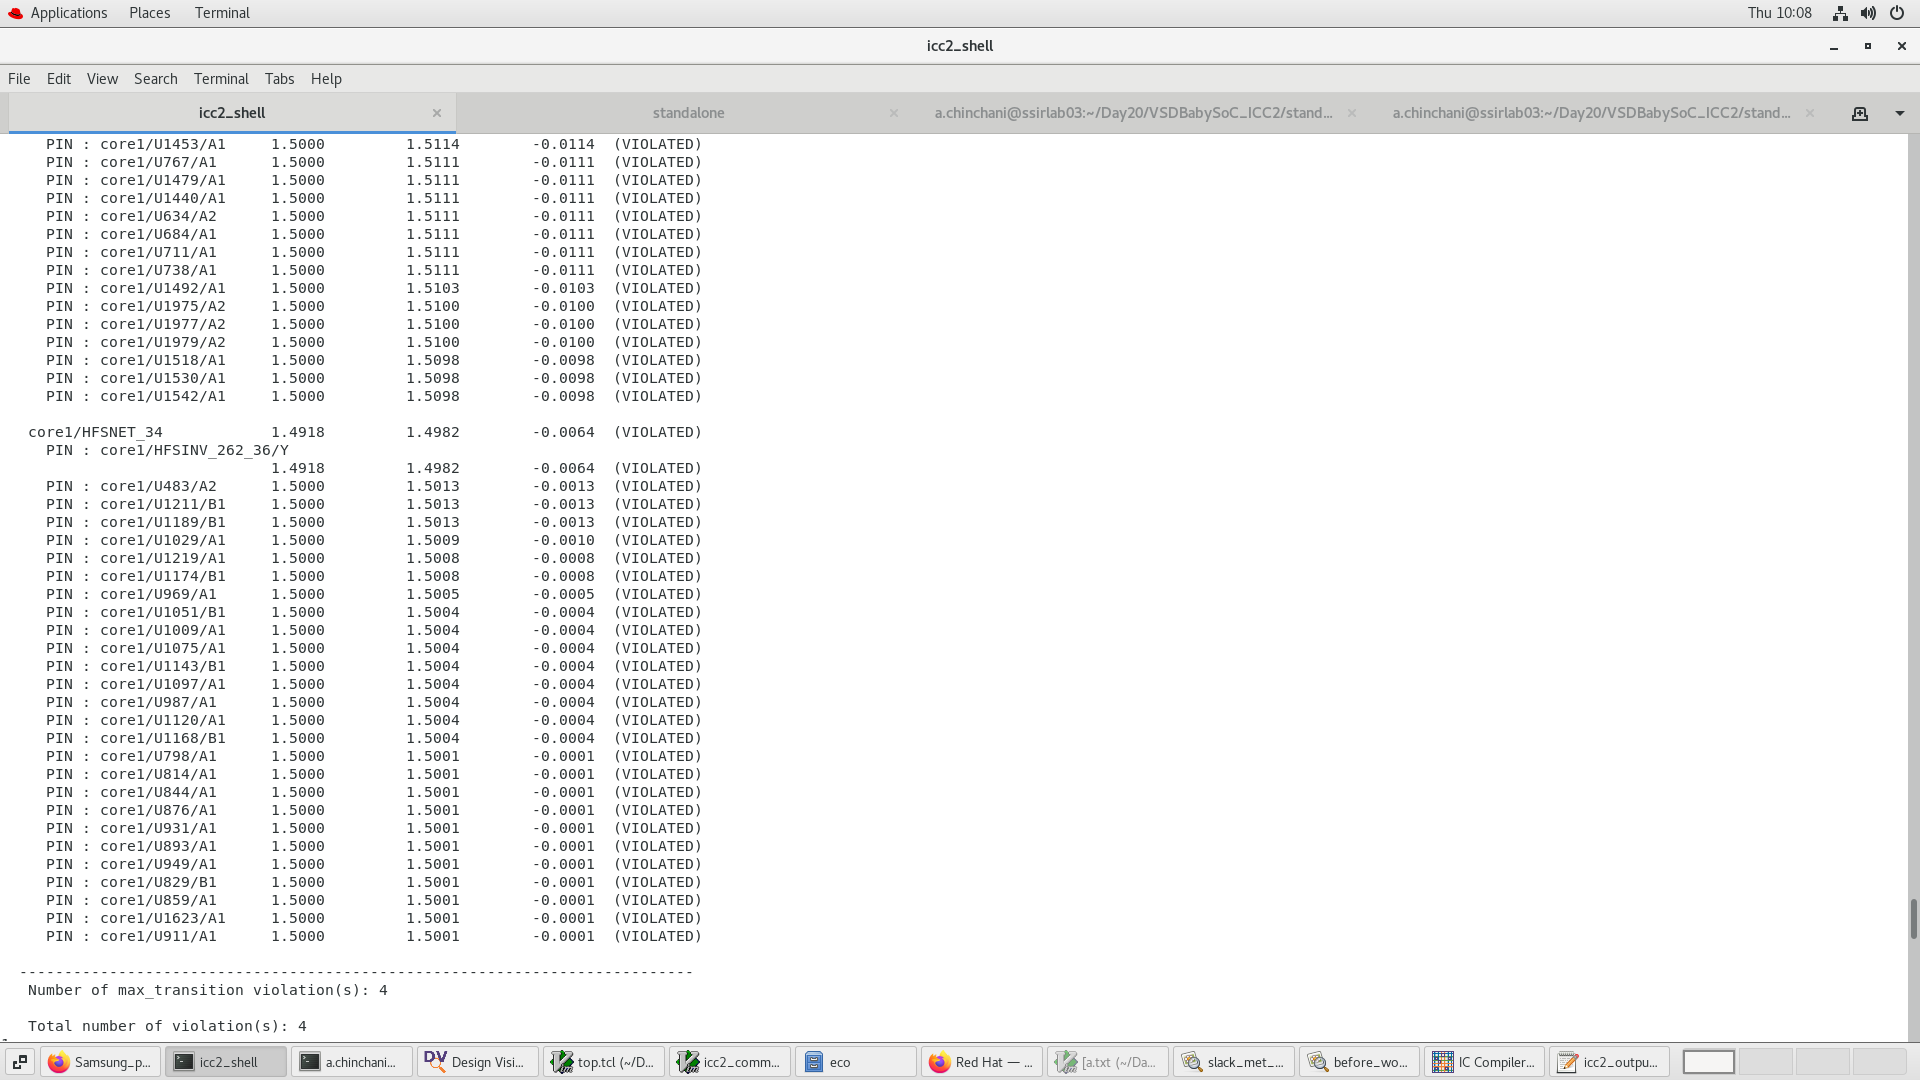 Applications Places Terminal Thu 10:08
icc2_shell
File Edit View Search Terminal Tabs Help
icc2_shell × standalone × a.chinchani@ssirlab03:~/Day20/VSDBabySoC_ICC2/stand... × a.chinchani@ssirlab03:~/Day20/VSDBabySoC_ICC2/stand... ×
PIN : core1/U1453/A1 1.5000 1.5114 -0.0114 (VIOLATED)
PIN : core1/U767/A1 1.5000 1.5111 -0.0111 (VIOLATED)
PIN : core1/U1479/A1 1.5000 1.5111 -0.0111 (VIOLATED)
PIN : core1/U1440/A1 1.5000 1.5111 -0.0111 (VIOLATED)
PIN : core1/U634/A2 1.5000 1.5111 -0.0111 (VIOLATED)
PIN : core1/U684/A1 1.5000 1.5111 -0.0111 (VIOLATED)
PIN : core1/U711/A1 1.5000 1.5111 -0.0111 (VIOLATED)
PIN : core1/U738/A1 1.5000 1.5111 -0.0111 (VIOLATED)
PIN : core1/U1492/A1 1.5000 1.5103 -0.0103 (VIOLATED)
PIN : core1/U1975/A2 1.5000 1.5100 -0.0100 (VIOLATED)
PIN : core1/U1977/A2 1.5000 1.5100 -0.0100 (VIOLATED)
PIN : core1/U1979/A2 1.5000 1.5100 -0.0100 (VIOLATED)
PIN : core1/U1518/A1 1.5000 1.5098 -0.0098 (VIOLATED)
PIN : core1/U1530/A1 1.5000 1.5098 -0.0098 (VIOLATED)
PIN : core1/U1542/A1 1.5000 1.5098 -0.0098 (VIOLATED)
core1/HFSNET_34 1.4918 1.4982 -0.0064 (VIOLATED)
PIN : core1/HFSINV_262_36/Y
1.4918 1.4982 -0.0064 (VIOLATED)
PIN : core1/U483/A2 1.5000 1.5013 -0.0013 (VIOLATED)
PIN : core1/U1211/B1 1.5000 1.5013 -0.0013 (VIOLATED)
PIN : core1/U1189/B1 1.5000 1.5013 -0.0013 (VIOLATED)
PIN : core1/U1029/A1 1.5000 1.5009 -0.0010 (VIOLATED)
PIN : core1/U1219/A1 1.5000 1.5008 -0.0008 (VIOLATED)
PIN : core1/U1174/B1 1.5000 1.5008 -0.0008 (VIOLATED)
PIN : core1/U969/A1 1.5000 1.5005 -0.0005 (VIOLATED)
PIN : core1/U1051/B1 1.5000 1.5004 -0.0004 (VIOLATED)
PIN : core1/U1009/A1 1.5000 1.5004 -0.0004 (VIOLATED)
PIN : core1/U1075/A1 1.5000 1.5004 -0.0004 (VIOLATED)
PIN : core1/U1143/B1 1.5000 1.5004 -0.0004 (VIOLATED)
PIN : core1/U1097/A1 1.5000 1.5004 -0.0004 (VIOLATED)
PIN : core1/U987/A1 1.5000 1.5004 -0.0004 (VIOLATED)
PIN : core1/U1120/A1 1.5000 1.5004 -0.0004 (VIOLATED)
PIN : core1/U1168/B1 1.5000 1.5004 -0.0004 (VIOLATED)
PIN : core1/U798/A1 1.5000 1.5001 -0.0001 (VIOLATED)
PIN : core1/U814/A1 1.5000 1.5001 -0.0001 (VIOLATED)
PIN : core1/U844/A1 1.5000 1.5001 -0.0001 (VIOLATED)
PIN : core1/U876/A1 1.5000 1.5001 -0.0001 (VIOLATED)
PIN : core1/U931/A1 1.5000 1.5001 -0.0001 (VIOLATED)
PIN : core1/U893/A1 1.5000 1.5001 -0.0001 (VIOLATED)
PIN : core1/U949/A1 1.5000 1.5001 -0.0001 (VIOLATED)
PIN : core1/U829/B1 1.5000 1.5001 -0.0001 (VIOLATED)
PIN : core1/U859/A1 1.5000 1.5001 -0.0001 (VIOLATED)
PIN : core1/U1623/A1 1.5000 1.5001 -0.0001 (VIOLATED)
PIN : core1/U911/A1 1.5000 1.5001 -0.0001 (VIOLATED)
---------------------------------------------------------------------------
Number of max_transition violation(s): 4
Total number of violation(s): 4
Samsung_p... icc2_shell a.chinchani... DV Design Visi... top.tcl (~/D... icc2_comm... eco Red Hat — ... [a.txt (~/Da... slack_met_... before_wo... IC Compiler... icc2_outpu...